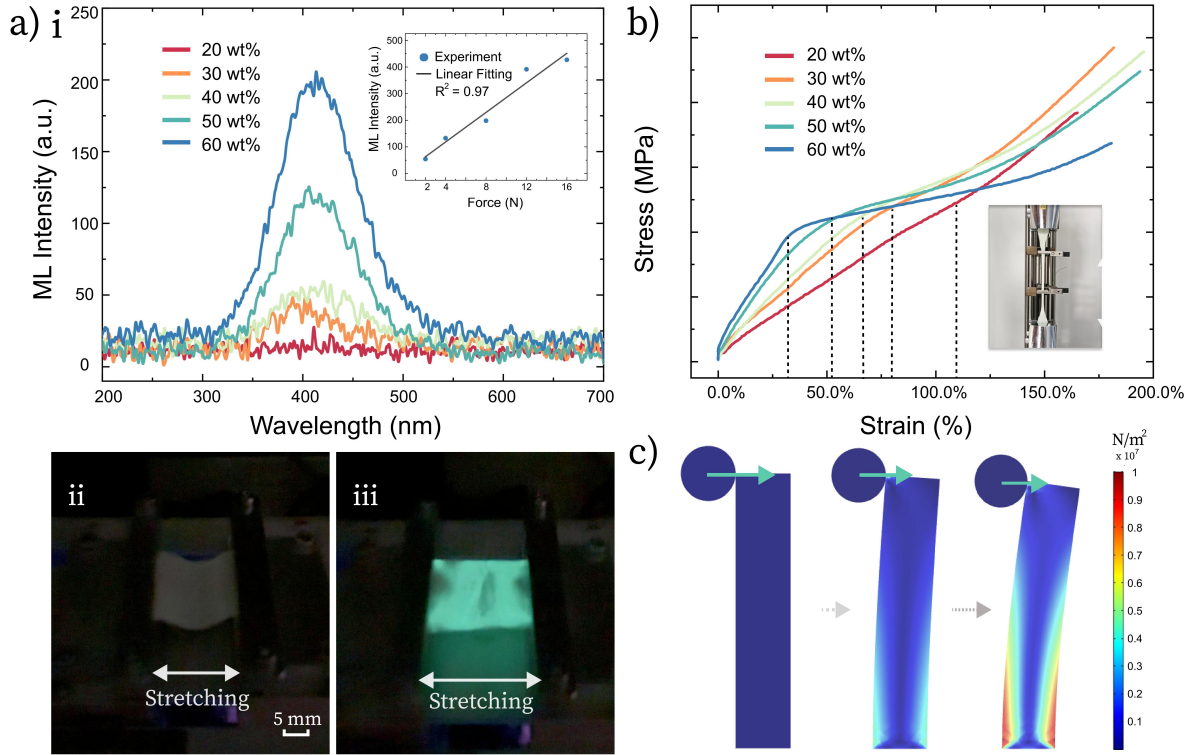 a) i
250
200
150
100
50
0
ML Intensity (a.u.)
20 wt%
30 wt%
40 wt%
50 wt%
60 wt%
500
400
300
200
100
0
ML Intensity (a.u.)
Experiment
Linear Fitting
R² = 0.97
2 4 8 12 16
Force (N)
200 300 400 500 600 700
Wavelength (nm)
b)
Stress (MPa)
20 wt%
30 wt%
40 wt%
50 wt%
60 wt%
0.0% 50.0% 100.0% 150.0% 200.0%
Strain (%)
ii
Stretching
5 mm
iii
Stretching
c)
N/m²
x 10⁷
1
0.9
0.8
0.7
0.6
0.5
0.4
0.3
0.2
0.1